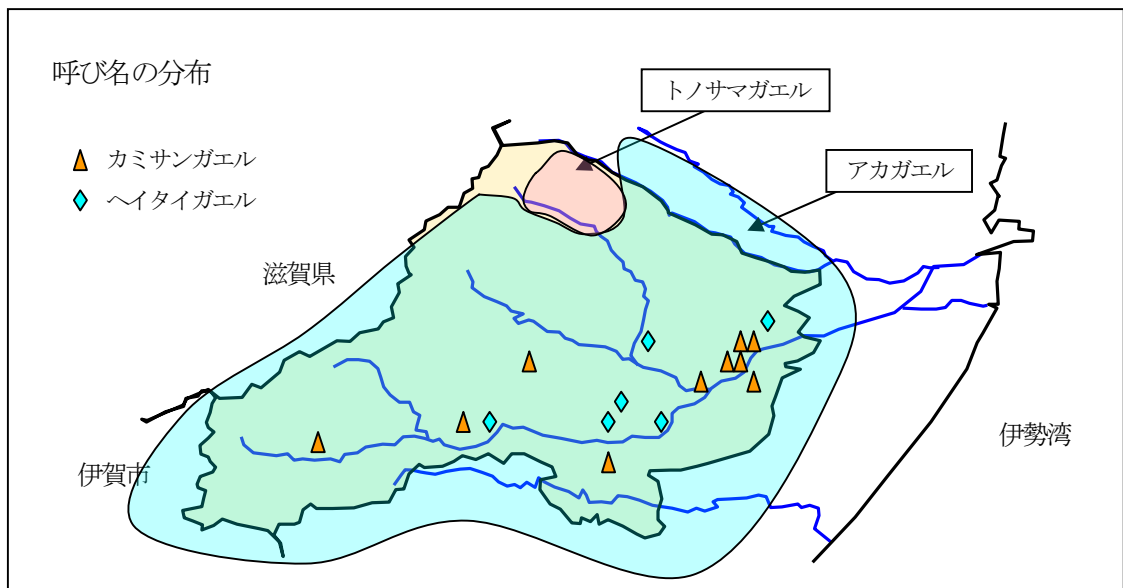 呼び名の分布
トノサマガエル
カミサンガエル
アカガエル
ヘイタイガエル
滋賀県
伊勢湾
伊賀市